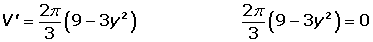 V′ = 2π/3 (9 − 3y²)    2π/3 (9 − 3y²) = 0